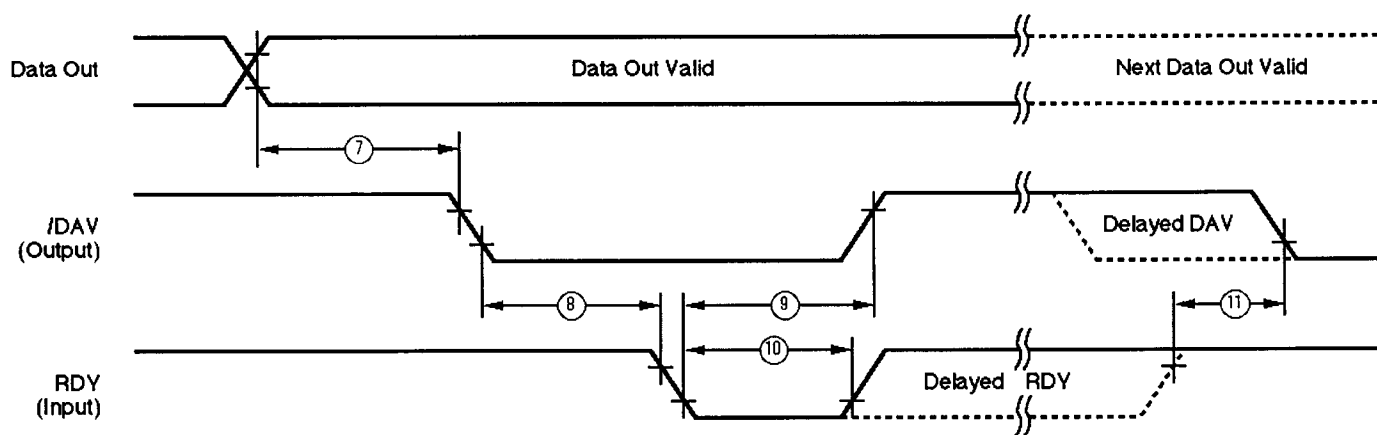 Data Out
Data Out Valid
Next Data Out Valid
7
/DAV
(Output)
Delayed DAV
8
9
11
10
RDY
(Input)
Delayed RDY